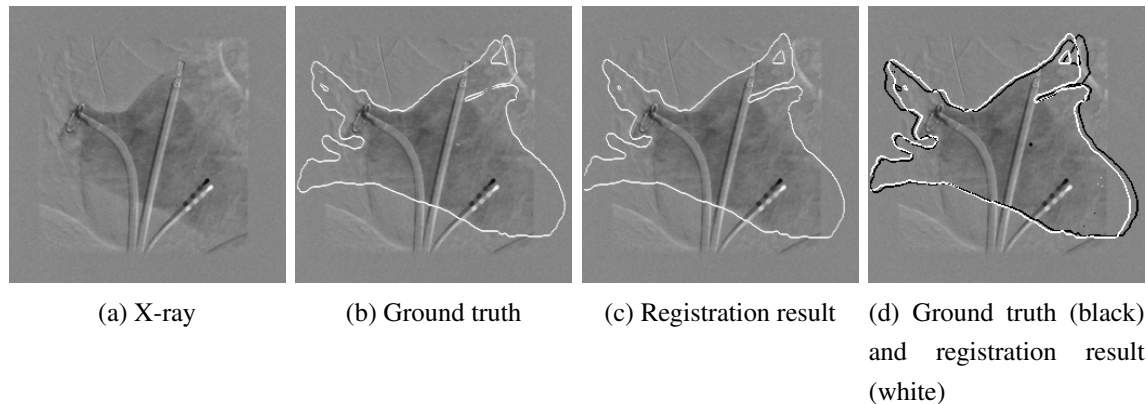 (a) X-ray
(b) Ground truth
(c) Registration result
(d) Ground truth (black)
and registration result
(white)